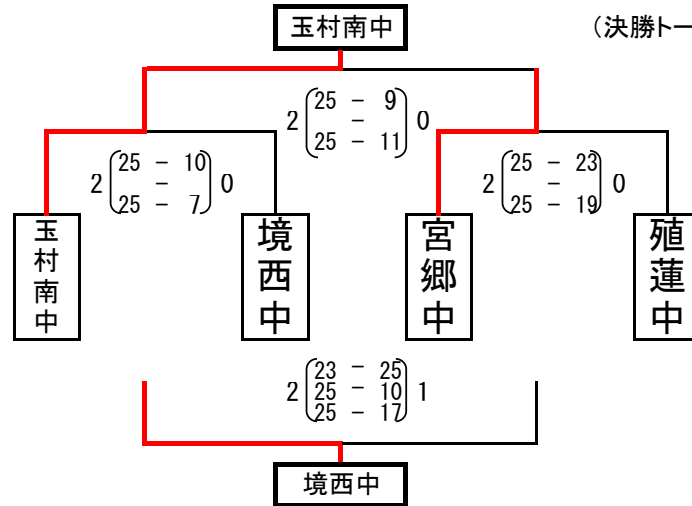 玉村南中
(決勝トー
2 25 - 9 0
-
25 - 11
2 25 - 10 0
-
25 - 7
2 25 - 23 0
-
25 - 19
玉村南中
境西中
宮郷中
殖蓮中
2 23 - 25 1
25 - 10
25 - 17
境西中